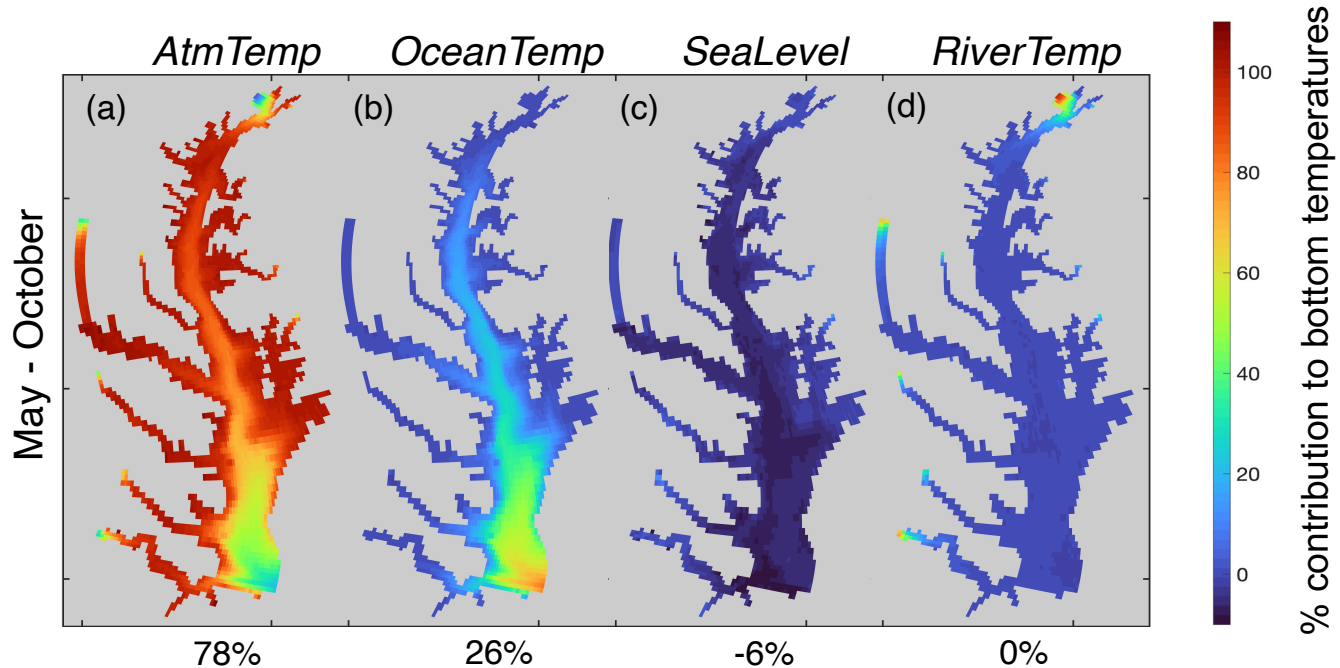 AtmTemp OceanTemp SeaLevel RiverTemp
(a) (b) (c) (d)
May - October
78% 26% -6% 0%
100
80
60
40
20
0
% contribution to bottom temperatures